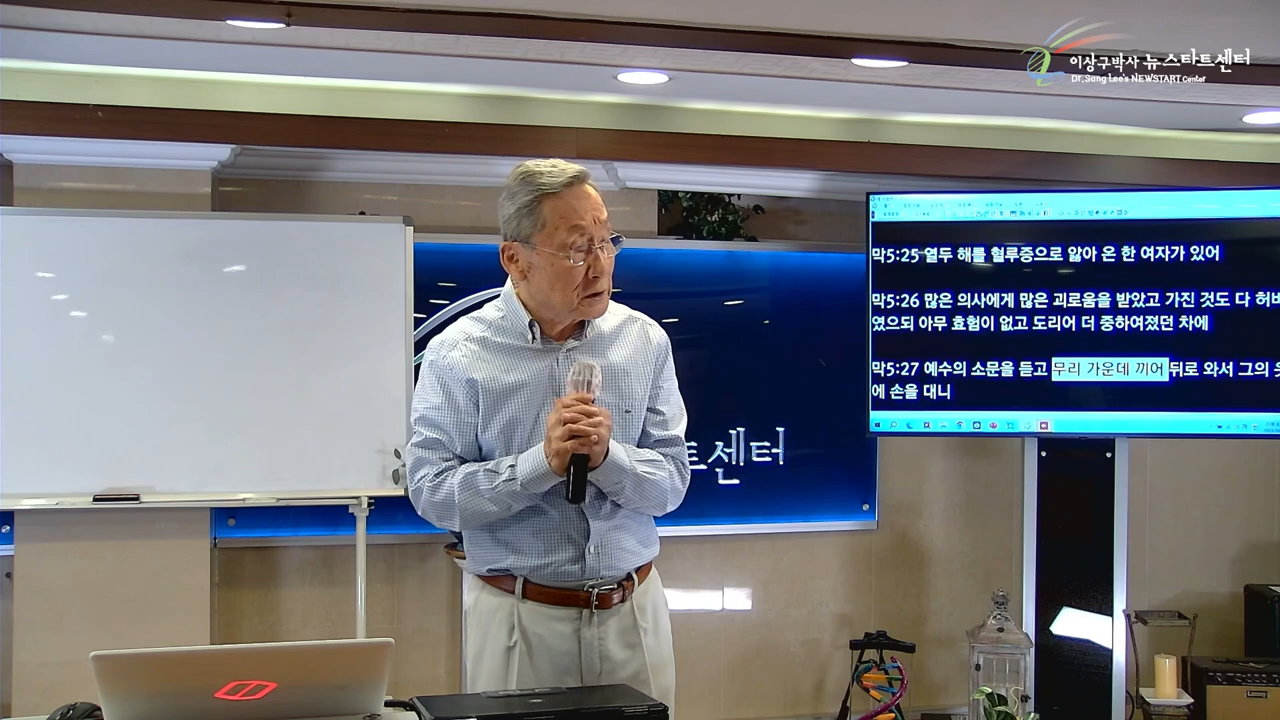 이상구박사 뉴스타트센터
Dr. Sang Lee's NEWSTART Center
막5:25 열두 해를 혈루증으로 앓아 온 한 여자가 있어
막5:26 많은 의사에게 많은 괴로움을 받았고 가진 것도 다 허비
였으되 아무 효험이 없고 도리어 더 중하여졌던 차에
막5:27 예수의 소문을 듣고 무리 가운데 끼어 뒤로 와서 그의 옷
에 손을 대니
트센터